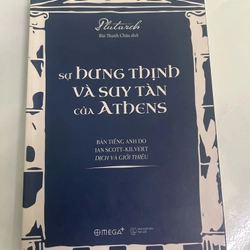 Plutarch
Bùi Thanh Châu dịch
SỰ HƯNG THỊNH
VÀ SUY TÀN
CỦA ATHENS
BẢN TIẾNG ANH DO
IAN SCOTT-KILVERT
DỊCH VÀ GIỚI THIỆU
OMEGA+